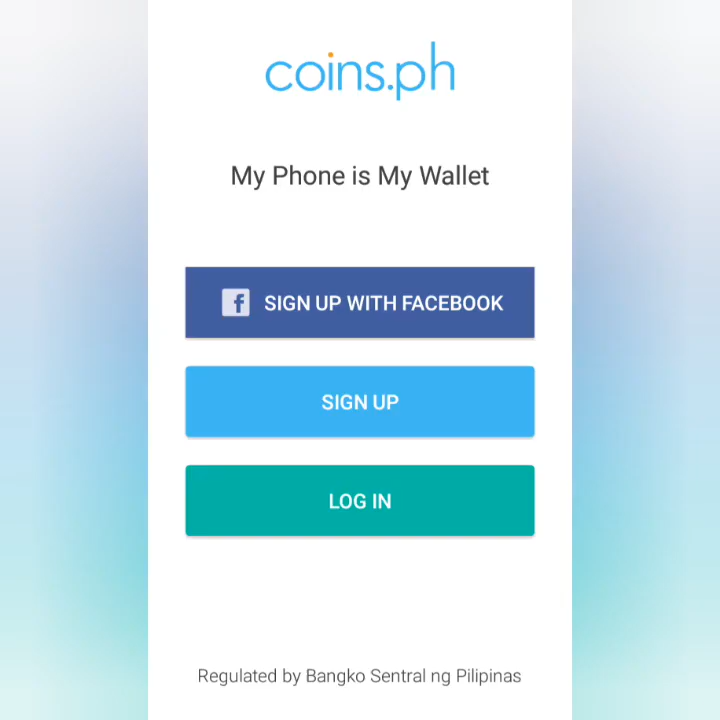 coins.ph
My Phone is My Wallet
SIGN UP WITH FACEBOOK
SIGN UP
LOG IN
Regulated by Bangko Sentral ng Pilipinas